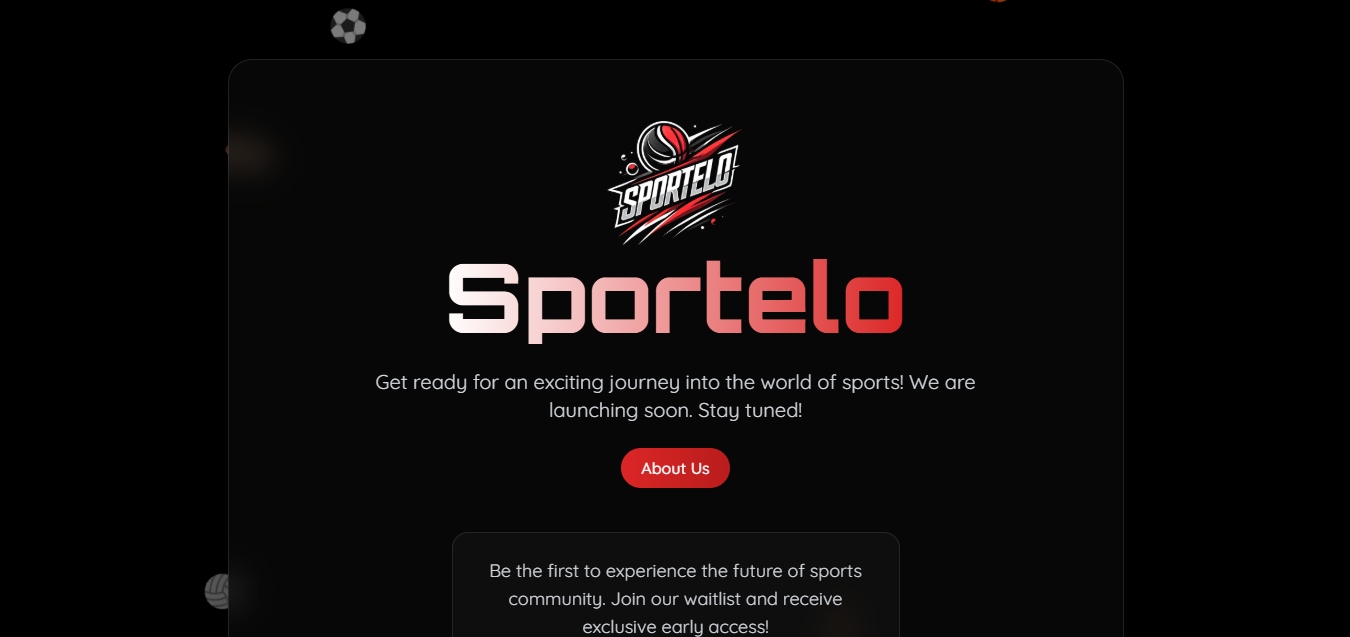 SPORTELO
Sportelo
Get ready for an exciting journey into the world of sports! We are
launching soon. Stay tuned!
About Us
Be the first to experience the future of sports
community. Join our waitlist and receive
exclusive early access!